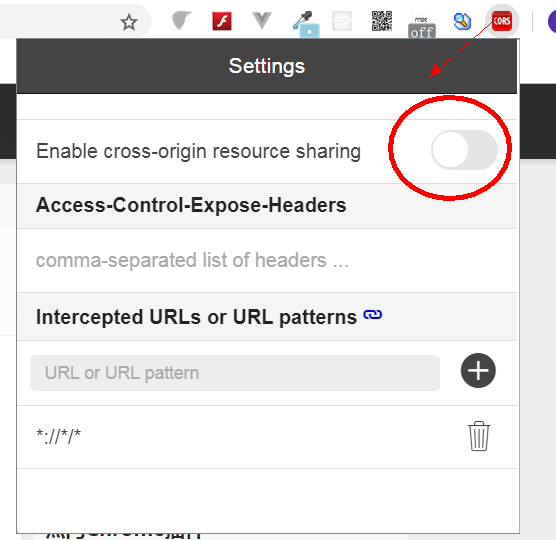 off
CORS
Settings
Enable cross-origin resource sharing
Access-Control-Expose-Headers
comma-separated list of headers ...
Intercepted URLs or URL patterns
URL or URL pattern
*://*/*